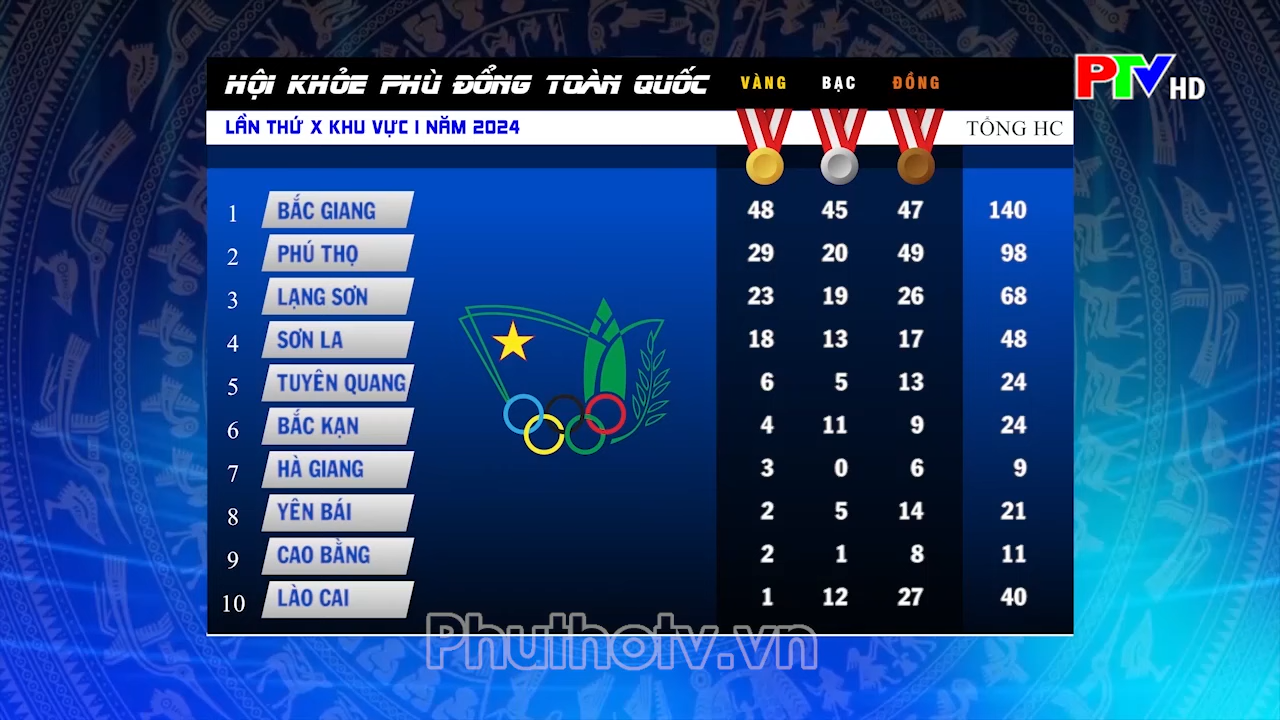 HỘI KHỎE PHÙ ĐỔNG TOÀN QUỐC VÀNG BẠC ĐỒNG
PTV HD
LẦN THỨ X KHU VỰC I NĂM 2024 TỔNG HC
1 BẮC GIANG 48 45 47 140
2 PHÚ THỌ 29 20 49 98
3 LẠNG SƠN 23 19 26 68
4 SƠN LA 18 13 17 48
5 TUYÊN QUANG 6 5 13 24
6 BẮC KẠN 4 11 9 24
7 HÀ GIANG 3 0 6 9
8 YÊN BÁI 2 5 14 21
9 CAO BẰNG 2 1 8 11
10 LÀO CAI 1 12 27 40
Phuthotv.vn